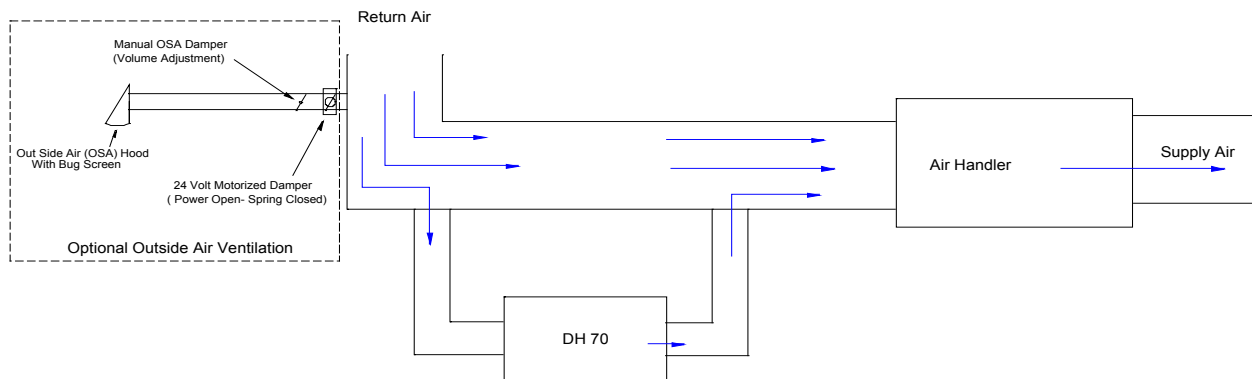 Return Air
Manual OSA Damper
(Volume Adjustment)
Out Side Air (OSA) Hood
With Bug Screen
24 Volt Motorized Damper
( Power Open- Spring Closed)
Optional Outside Air Ventilation
Air Handler
Supply Air
DH 70